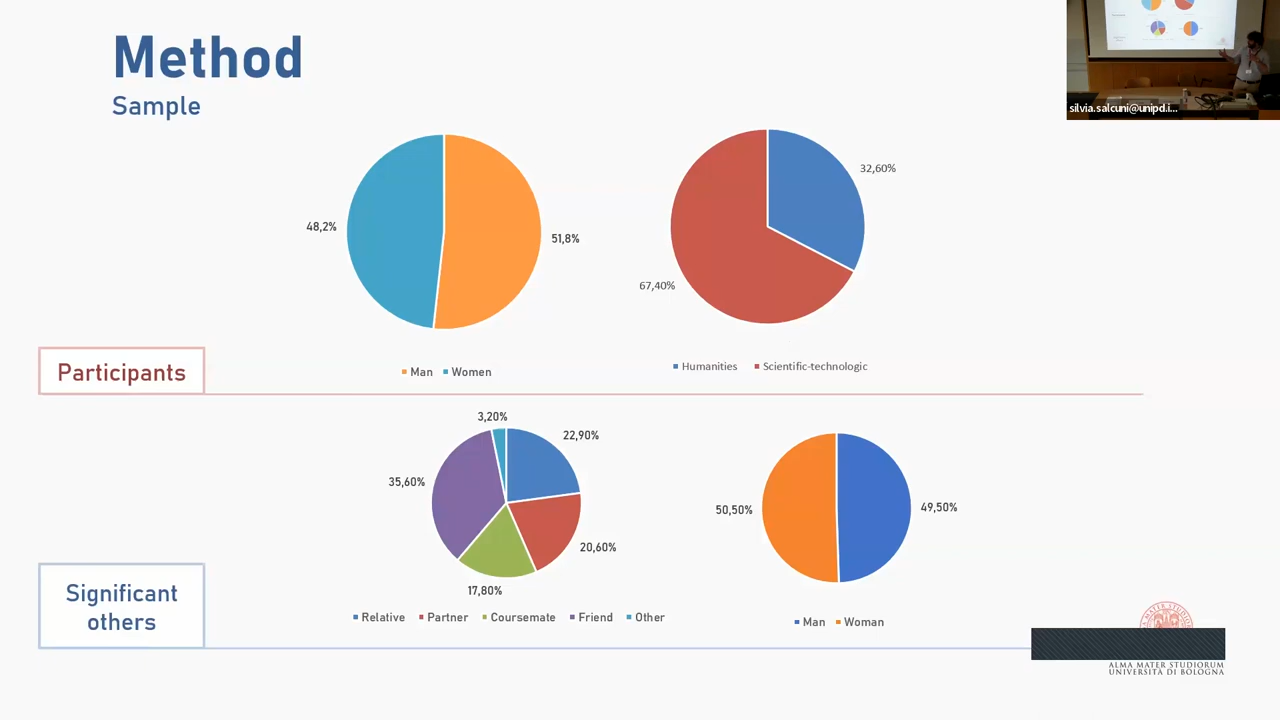 Method
Sample
silvia.salcuni@unipd.i...
48,2%
51,8%
32,60%
67,40%
Participants
Man Women
Humanities Scientific-technologic
3,20%
22,90%
35,60%
20,60%
17,80%
50,50%
49,50%
Significant
others
Relative Partner Coursemate Friend Other
Man Woman
ALMA MATER STUDIORUM
UNIVERSITÀ DI BOLOGNA